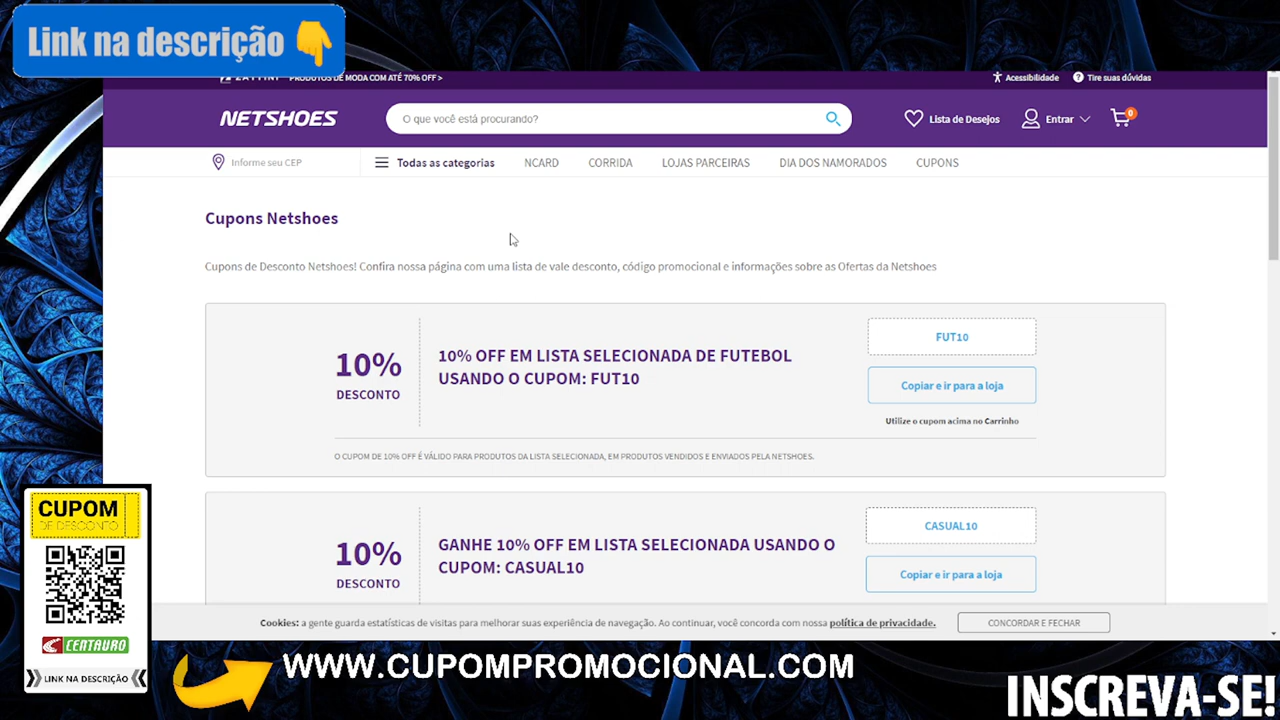 Link na descrição
ZATTINI PRODUTOS DE MODA COM ATÉ 70% OFF >
Acessibilidade
Tire suas dúvidas
NETSHOES
O que você está procurando?
Lista de Desejos
Entrar
0
Informe seu CEP
Todas as categorias
NCARD
CORRIDA
LOJAS PARCEIRAS
DIA DOS NAMORADOS
CUPONS
Cupons Netshoes
Cupons de Desconto Netshoes! Confira nossa página com uma lista de vale desconto, código promocional e informações sobre as Ofertas da Netshoes
10%
DESCONTO
10% OFF EM LISTA SELECIONADA DE FUTEBOL
USANDO O CUPOM: FUT10
FUT10
Copiar e ir para a loja
Utilize o cupom acima no Carrinho
O CUPOM DE 10% OFF É VÁLIDO PARA PRODUTOS DA LISTA SELECIONADA, EM PRODUTOS VENDIDOS E ENVIADOS PELA NETSHOES.
10%
DESCONTO
GANHE 10% OFF EM LISTA SELECIONADA USANDO O
CUPOM: CASUAL10
CASUAL10
Copiar e ir para a loja
Cookies: a gente guarda estatísticas de visitas para melhorar suas experiência de navegação. Ao continuar, você concorda com nossa política de privacidade.
CONCORDAR E FECHAR
CUPOM
DE DESCONTO
CENTAURO
LINK NA DESCRIÇÃO
WWW.CUPOMPROMOCIONAL.COM
INSCREVA-SE!